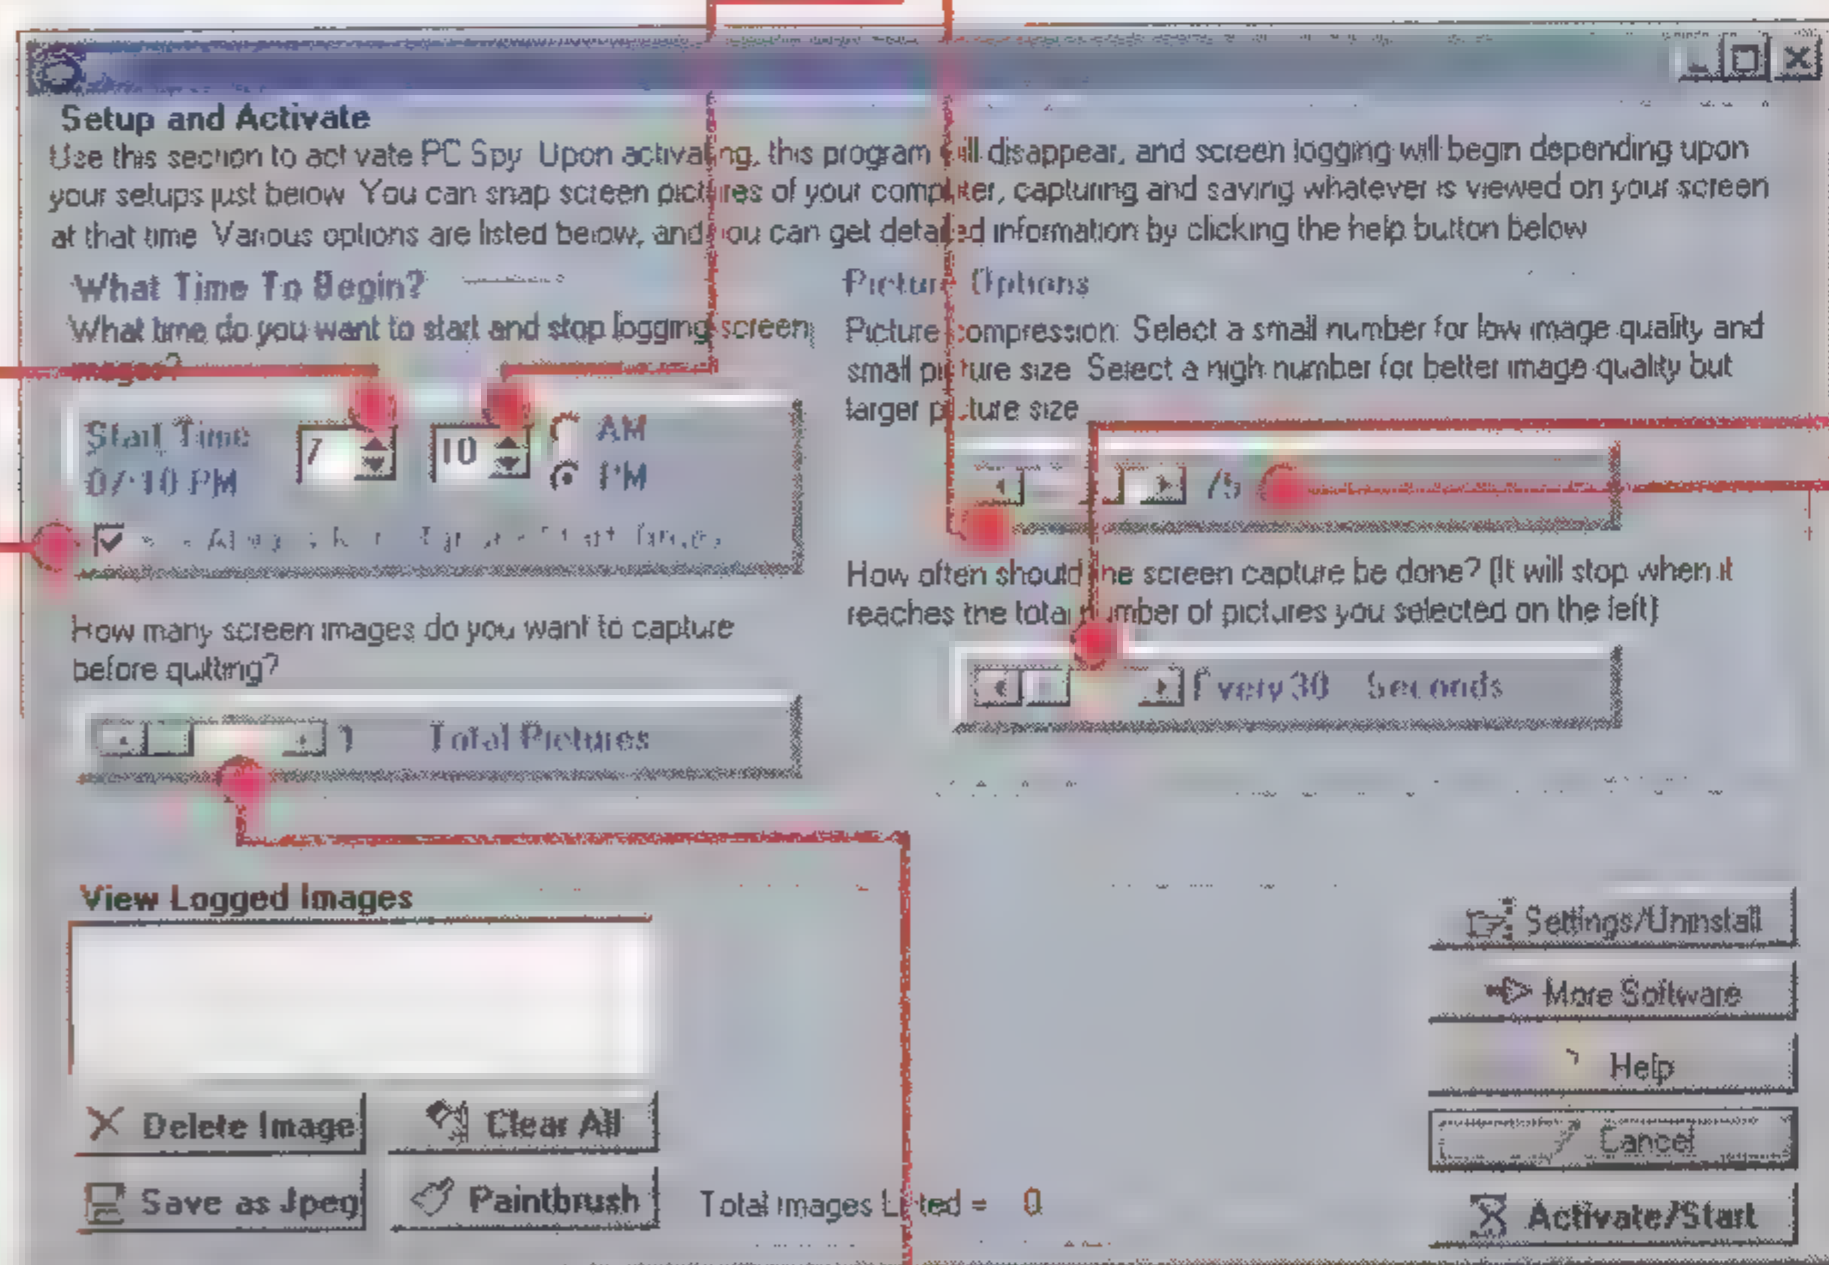 Setup and Activate
Use this section to activate PC Spy. Upon activating, this program will disappear, and screen logging will begin depending upon
your setups just below. You can snap screen pictures of your computer, capturing and saving whatever is viewed on your screen
at that time. Various options are listed below, and you can get detailed information by clicking the help button below
What Time To Begin?
What time do you want to start and stop logging screen
images?
Start Time
07:10 PM
7
10
AM
PM
Start
How many screen images do you want to capture
before quitting?
Total Pictures
Picture Options
Picture compression: Select a small number for low image quality and
small picture size. Select a high number for better image quality but
larger picture size
How often should the screen capture be done? (It will stop when it
reaches the total number of pictures you selected on the left)
Every 30 Seconds
View Logged Images
Delete Image
Clear All
Save as Jpeg
Paintbrush
Total images Listed = 0
Settings/Uninstall
More Software
Help
Cancel
Activate/Start